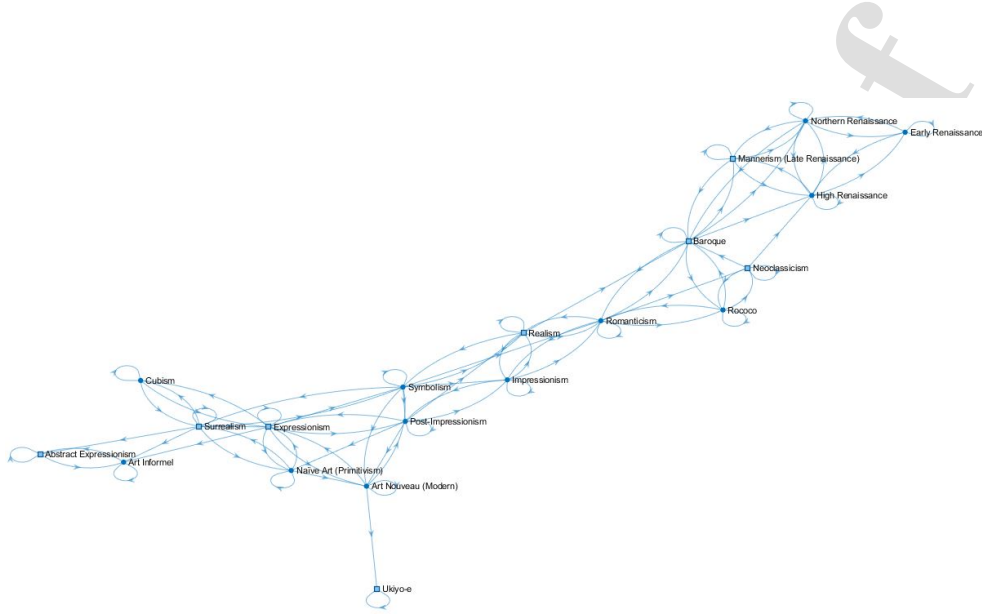 f
Northern Renaissance
Early Renaissance
Mannerism (Late Renaissance)
High Renaissance
Baroque
Neoclassicism
Rococo
Romanticism
Realism
Impressionism
Cubism
Symbolism
Post-Impressionism
Surrealism
Expressionism
Abstract Expressionism
Art Informel
Naïve Art (Primitivism)
Art Nouveau (Modern)
Ukiyo-e